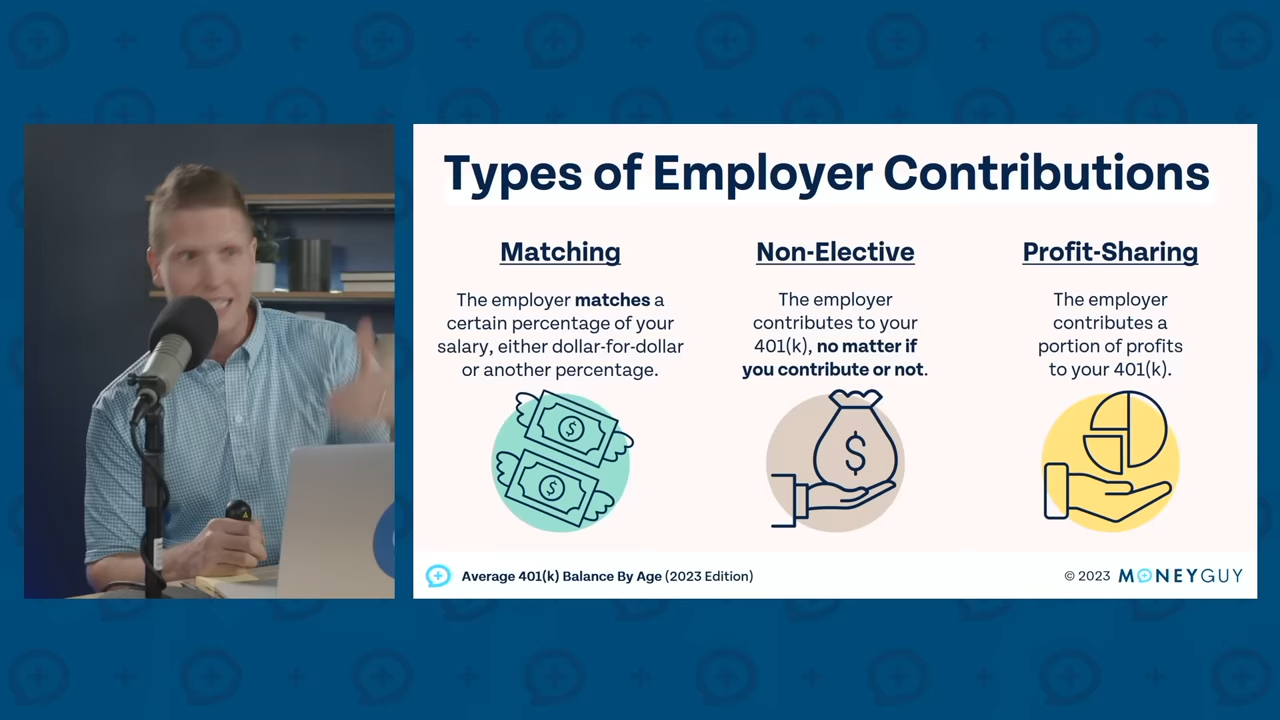 Types of Employer Contributions
Matching
The employer matches a
certain percentage of your
salary, either dollar-for-dollar
or another percentage.
$
$
Non-Elective
The employer
contributes to your
401(k), no matter if
you contribute or not.
$
Profit-Sharing
The employer
contributes a
portion of profits
to your 401(k).
Average 401(k) Balance By Age (2023 Edition)
© 2023 MONEYGUY